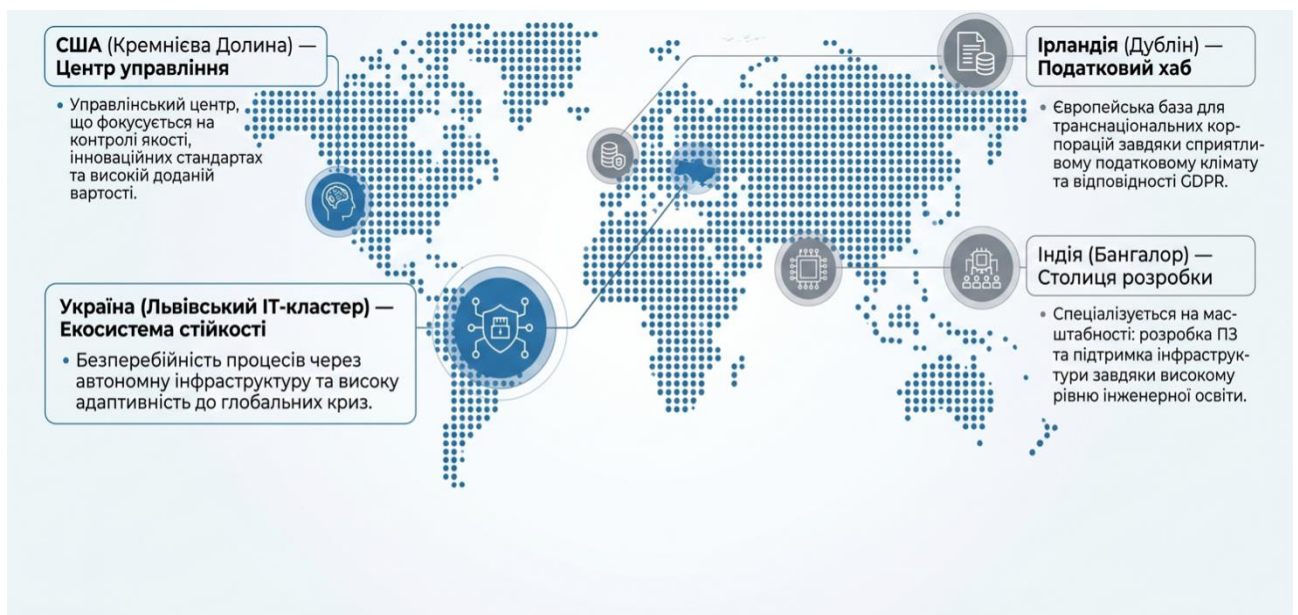 США (Кремнієва Долина) —
Центр управління
• Управлінський центр,
що фокусується на
контролі якості,
інноваційних стандартах
та високій доданій
вартості.
Україна (Львівський ІТ-кластер) —
Екосистема стійкості
• Безперебійність процесів через
автономну інфраструктуру та високу
адаптивність до глобальних криз.
Ірландія (Дублін) —
Податковий хаб
• Європейська база для
транснаціональних кор-
порацій завдяки сприятли-
вому податковому клімату
та відповідності GDPR.
Індія (Бангалор) —
Столиця розробки
• Спеціалізується на мас-
штабності: розробка ПЗ
та підтримка інфраструк-
тури завдяки високому
рівню інженерної освіти.